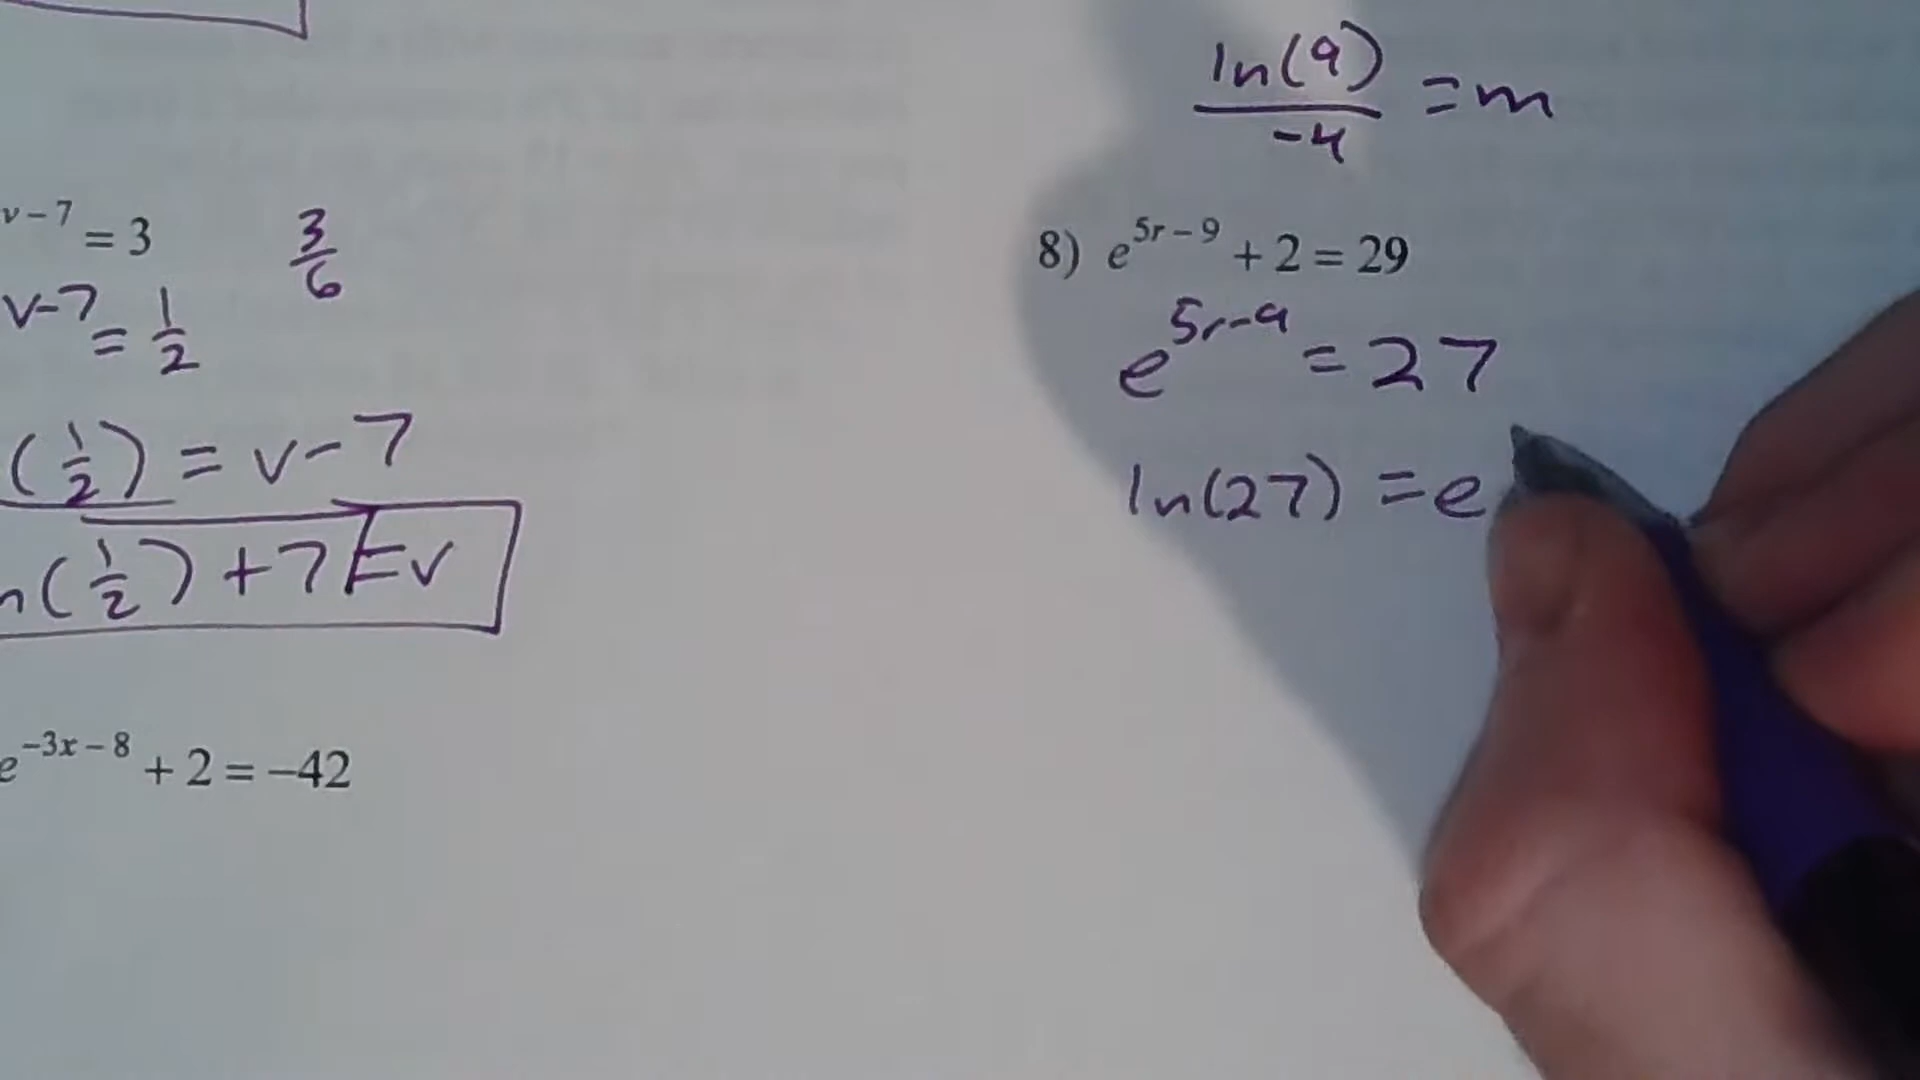 v-7 = 3
3/6
v-7 = 1/2
(1/2) = v-7
n(1/2)+7=v
e^{-3x-8} + 2 = -42
ln(9)/-4 = m
8) e^{5r-9} + 2 = 29
e^{5r-9} = 27
ln(27) = e